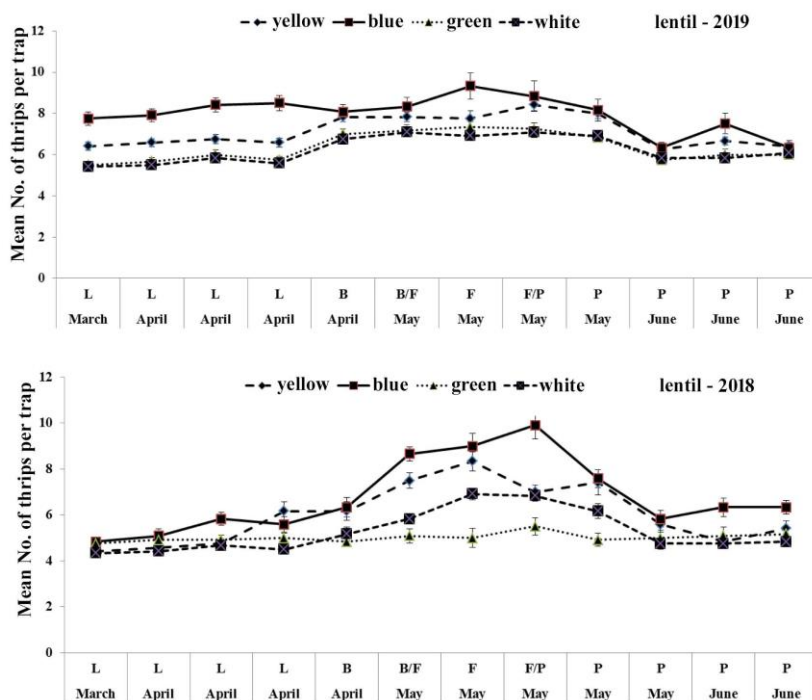 yellow blue green white lentil - 2019
Mean No. of thrips per trap
12
10
8
6
4
2
0
L L L L B B/F F F/P P P P P
March April April April April May May May May June June June
yellow blue green white lentil - 2018
Mean No. of thrips per trap
12
10
8
6
4
2
0
L L L L B B/F F F/P P P P P
March April April April April May May May May May June June